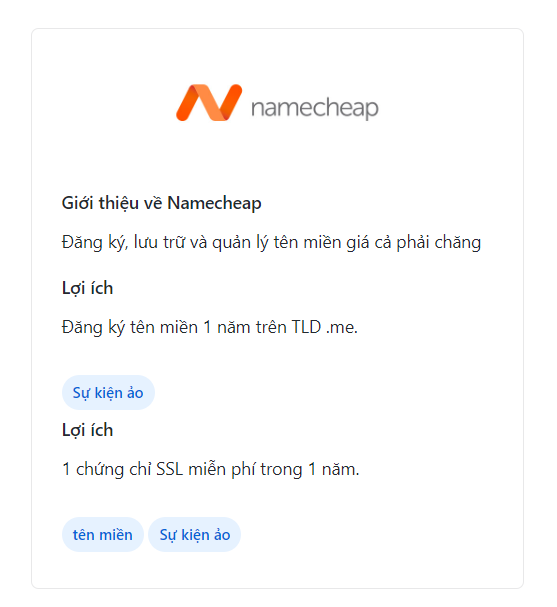 namecheap
Giới thiệu về Namecheap
Đăng ký, lưu trữ và quản lý tên miền giá cả phải chăng
Lợi ích
Đăng ký tên miền 1 năm trên TLD .me.
Sự kiện ảo
Lợi ích
1 chứng chỉ SSL miễn phí trong 1 năm.
tên miền Sự kiện ảo